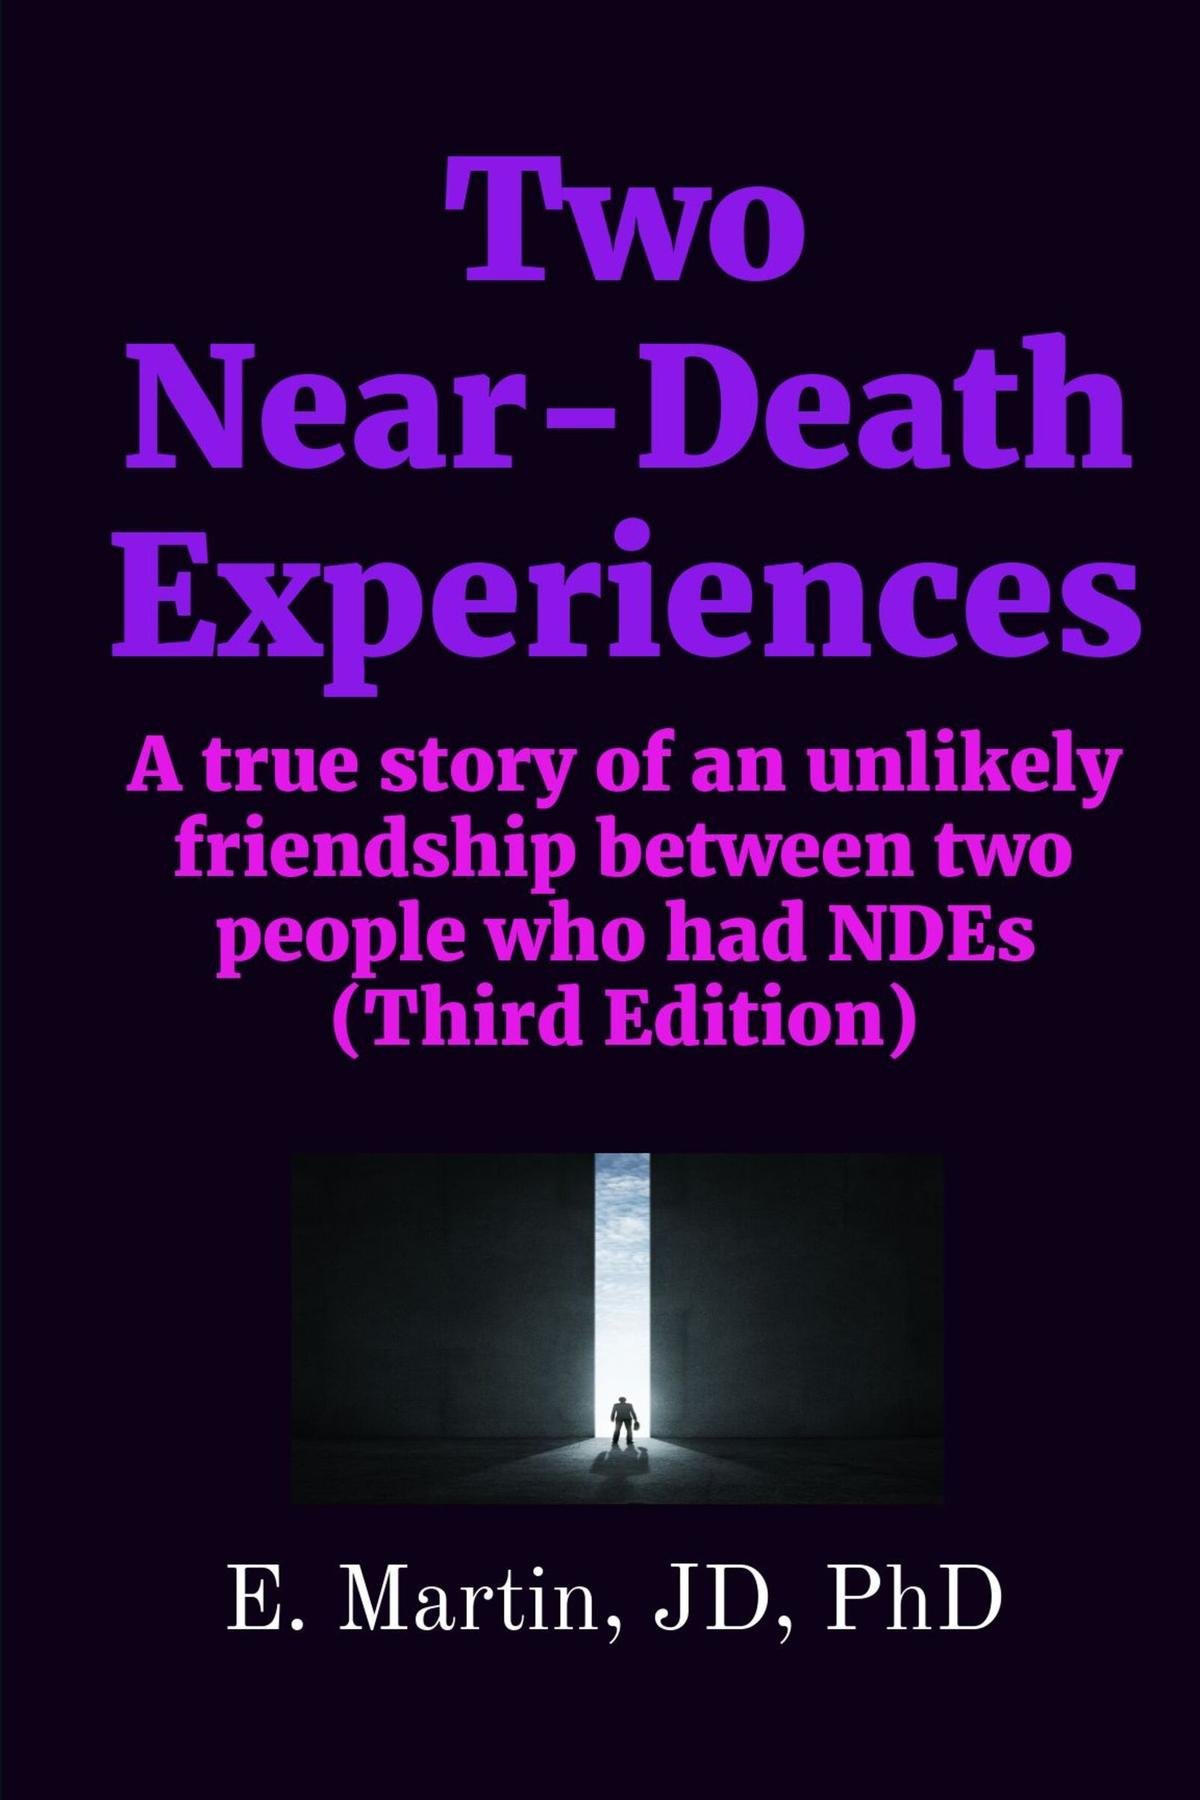 Two
Near-Death
Experiences
A true story of an unlikely
friendship between two
people who had NDEs
(Third Edition)
E. Martin, JD, PhD